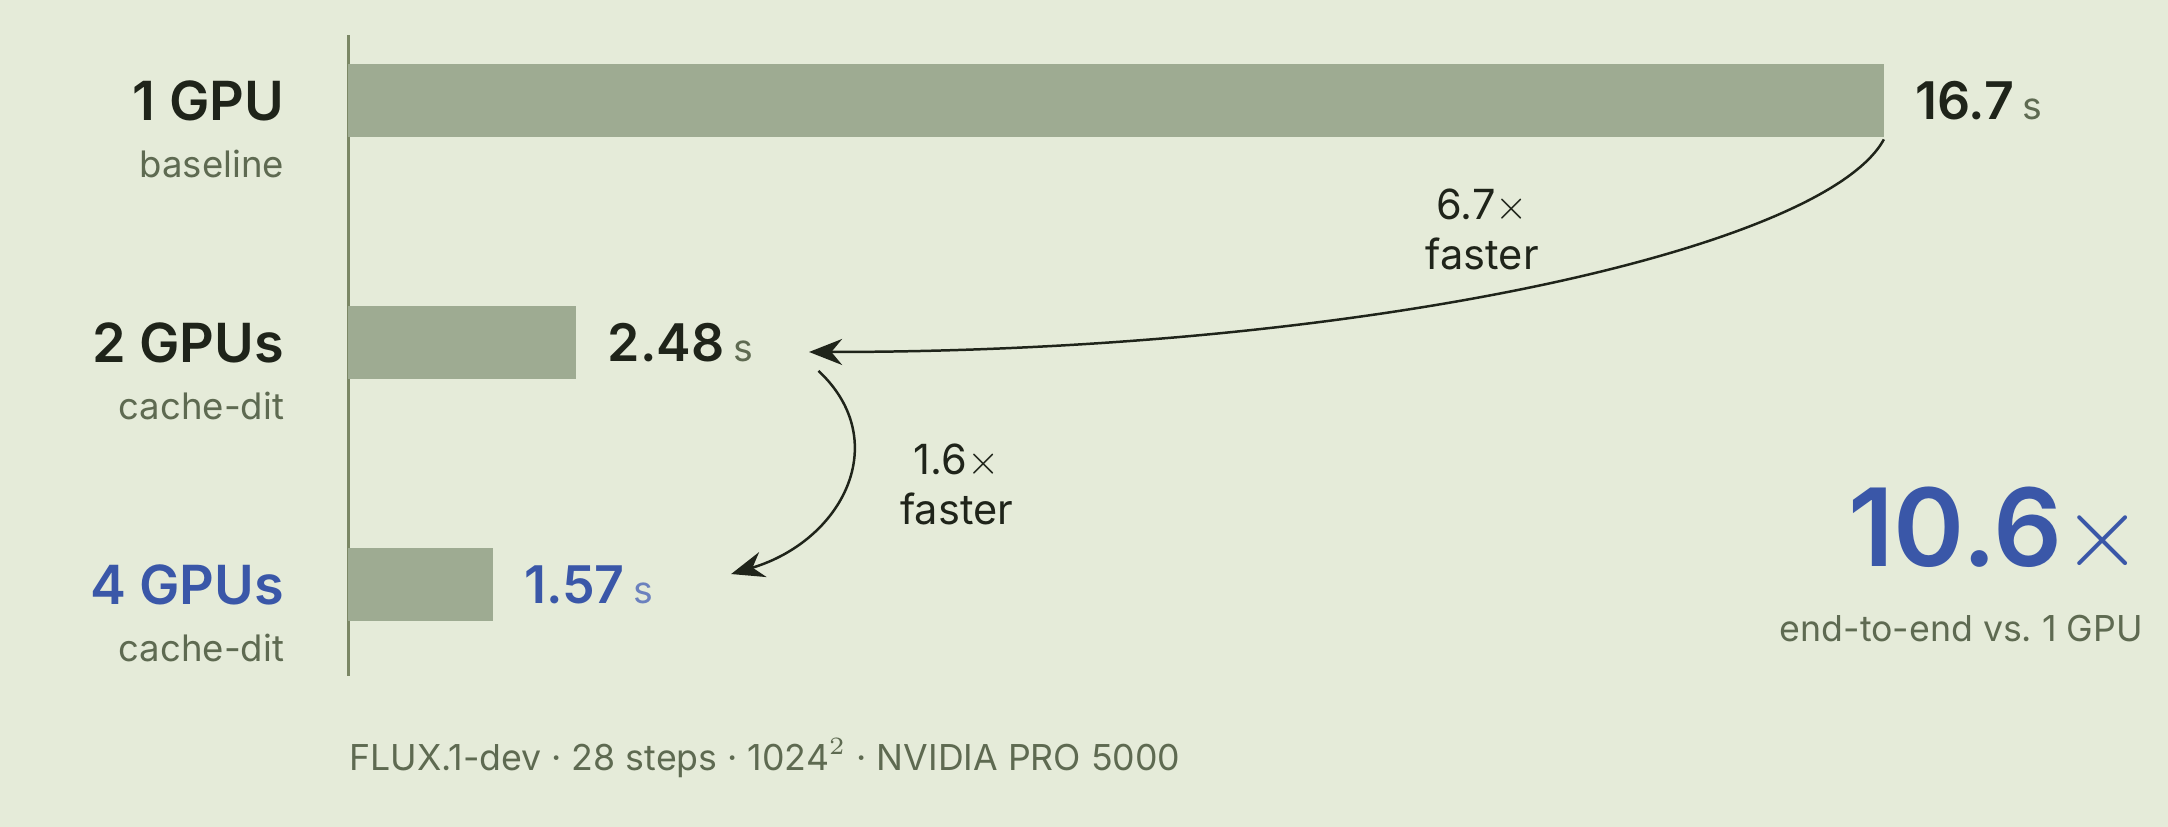 1 GPU
baseline
16.7 s
6.7×
faster
2 GPUs
cache-dit
2.48 s
1.6×
faster
4 GPUs
cache-dit
1.57 s
10.6×
end-to-end vs. 1 GPU
FLUX.1-dev · 28 steps · 1024² · NVIDIA PRO 5000